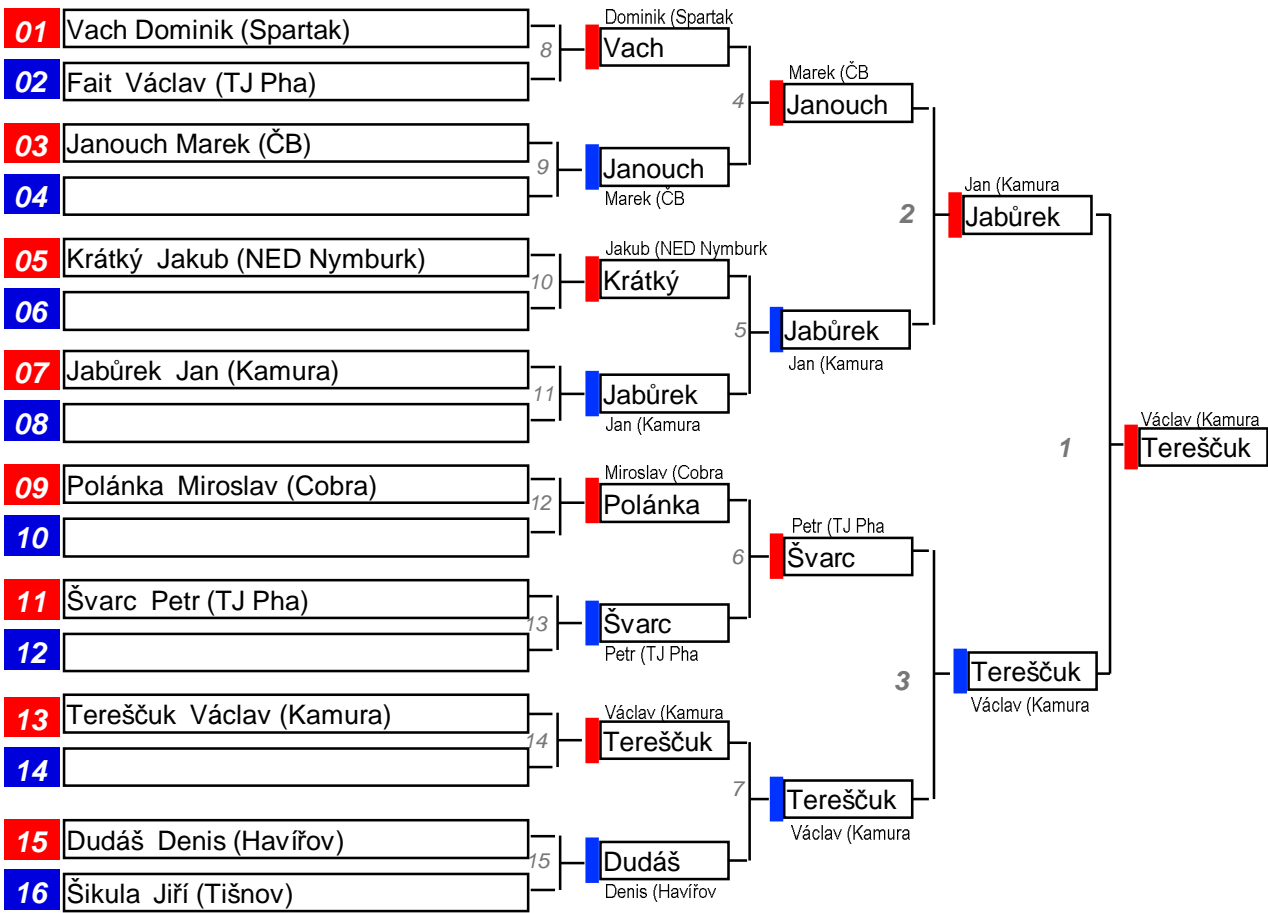 01 Vach Dominik (Spartak)
02 Fait Václav (TJ Pha)
03 Janouch Marek (ČB)
04
05 Krátký Jakub (NED Nymburk)
06
07 Jabůrek Jan (Kamura)
08
09 Polánka Miroslav (Cobra)
10
11 Švarc Petr (TJ Pha)
12
13 Tereščuk Václav (Kamura)
14
15 Dudáš Denis (Havířov)
16 Šikula Jiří (Tišnov)
8
9
10
11
12
13
14
15
Dominik (Spartak
Vach
Janouch
Marek (ČB
Jakub (NED Nymburk
Krátký
Jabůrek
Jan (Kamura
Miroslav (Cobra
Polánka
Švarc
Petr (TJ Pha
Václav (Kamura
Tereščuk
Dudáš
Denis (Havířov
4
5
6
7
Marek (ČB
Janouch
Jabůrek
Jan (Kamura
Petr (TJ Pha
Švarc
Tereščuk
Václav (Kamura
2
3
Jan (Kamura
Jabůrek
Tereščuk
Václav (Kamura
1
Václav (Kamura
Tereščuk